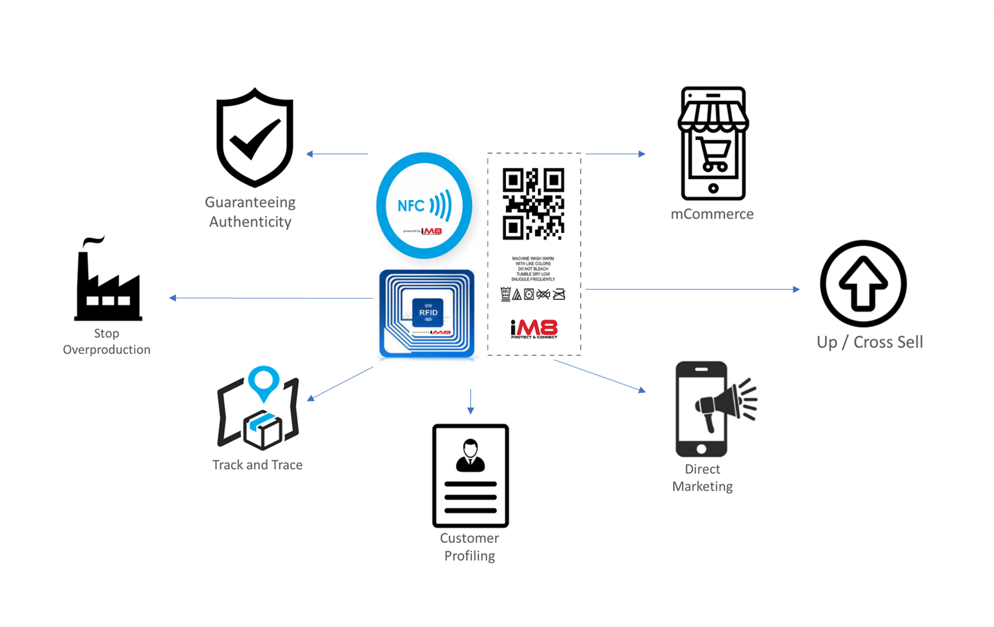 Guaranteeing
Authenticity
NFC
powered by iM8
mCommerce
MACHINE WASH WARM
WITH LIKE COLORS
DO NOT BLEACH
TUMBLE DRY LOW
SNUGGLE FREQUENTLY
iM8
PROTECT & CONNECT
RFID
iM8
Stop
Overproduction
Up / Cross Sell
Track and Trace
Direct
Marketing
Customer
Profiling